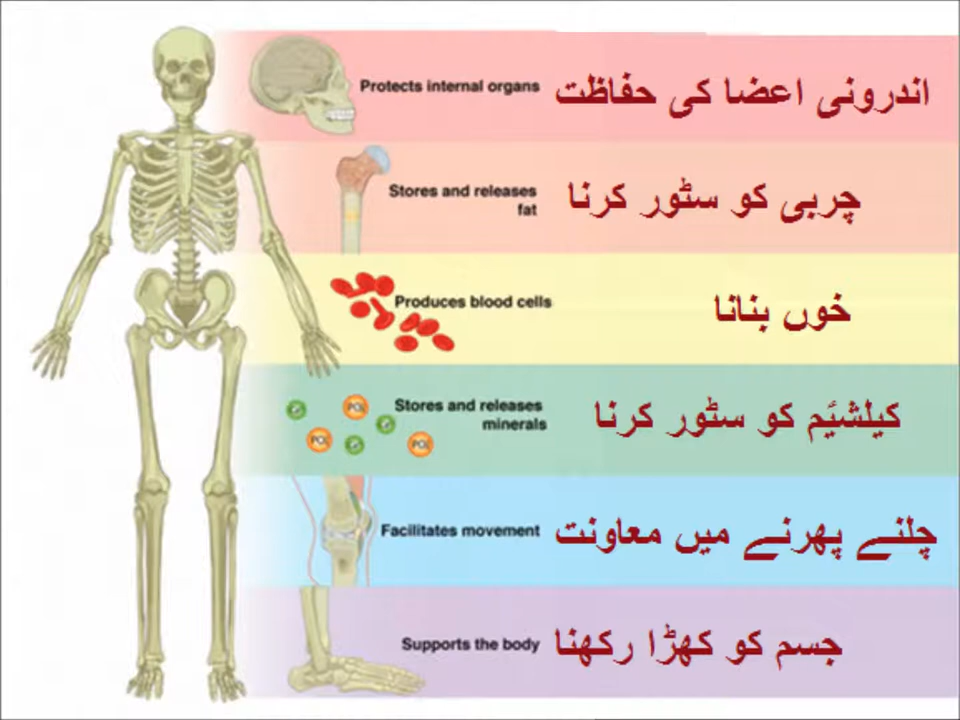 Protects internal organs
اندرونی اعضا کی حفاظت
Stores and releases
fat
چربی کو سٹور کرنا
Produces blood cells
خوں بنانا
Stores and releases
minerals
کیلشیٔم کو سٹور کرنا
Facilitates movement
چلنے پھرنے میں معاونت
Supports the body
جسم کو کھڑا رکھنا